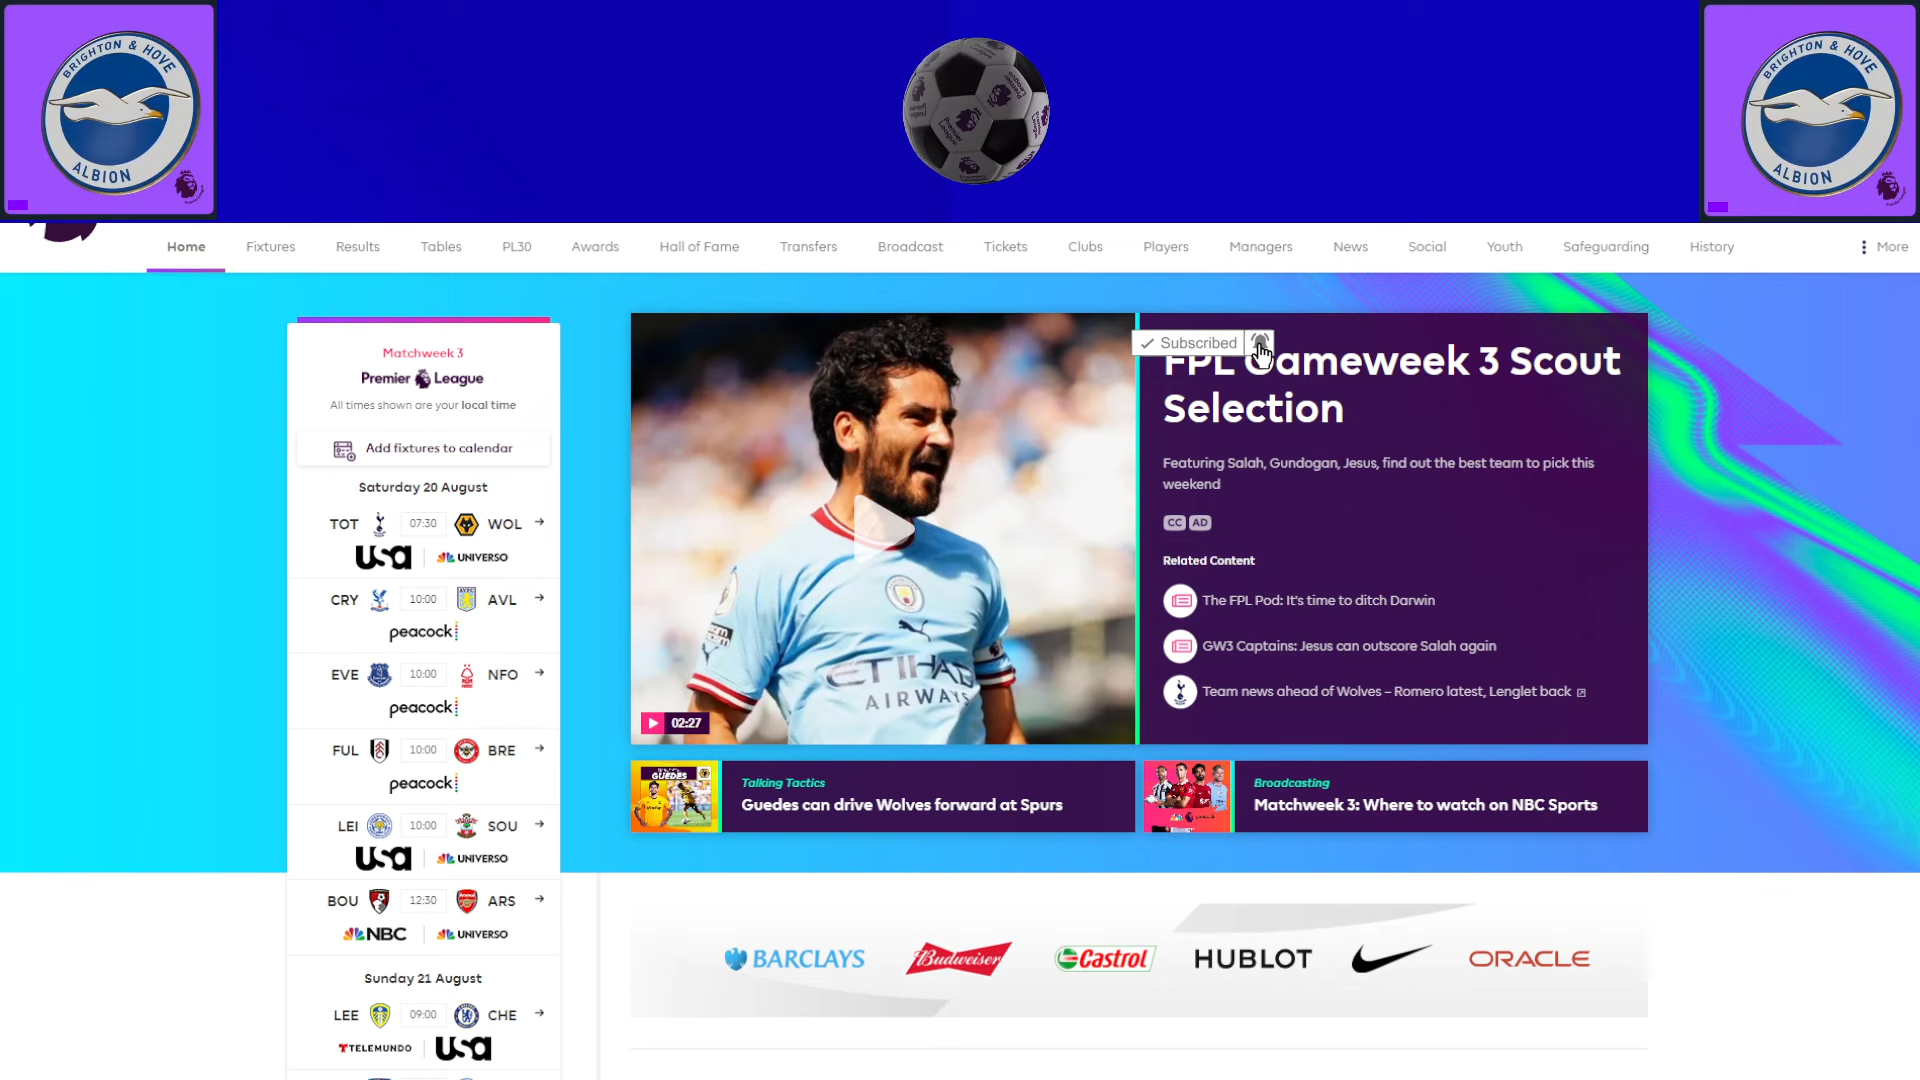 BRIGHTON & HOVE
ALBION
Premier
League
BRIGHTON & HOVE
ALBION
Home
Fixtures
Results
Tables
PL30
Awards
Hall of Fame
Transfers
Broadcast
Tickets
Clubs
Players
Managers
News
Social
Youth
Safeguarding
History
More
Matchweek 3
Premier League
All times shown are your local time
Add fixtures to calendar
Saturday 20 August
TOT 07:30 WOL
usa UNIVERSO
CRY 10:00 AVL
peacock
EVE 10:00 NFO
peacock
FUL 10:00 BRE
peacock
LEI 10:00 SOU
usa UNIVERSO
BOU 12:30 ARS
NBC UNIVERSO
Sunday 21 August
LEE 09:00 CHE
TELEMUNDO usa
ETIHAD
AIRWAYS
02:27
Subscribed
FPL Gameweek 3 Scout
Selection
Featuring Salah, Gundogan, Jesus, find out the best team to pick this
weekend
CC AD
Related Content
The FPL Pod: It's time to ditch Darwin
GW3 Captains: Jesus can outscore Salah again
Team news ahead of Wolves – Romero latest, Lenglet back
GUEDES
Talking Tactics
Guedes can drive Wolves forward at Spurs
Broadcasting
Matchweek 3: Where to watch on NBC Sports
BARCLAYS
Budweiser
Castrol
HUBLOT
ORACLE